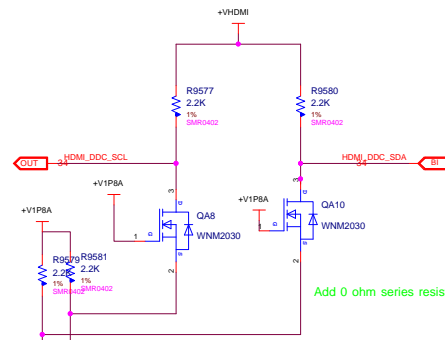 +VHDMI
R9577
2.2K
1%
SMR0402
R9580
2.2K
1%
SMR0402
OUT
34
HDMI_DDC_SCL
34
HDMI_DDC_SDA
BI
+V1P8A
3
D
QA8
G
1
WNM2030
S
2
+V1P8A
3
D
QA10
G
1
WNM2030
S
2
+V1P8A
R9579
2.2K
1%
SMR0402
R9581
2.2K
1%
SMR0402
Add 0 ohm series resis